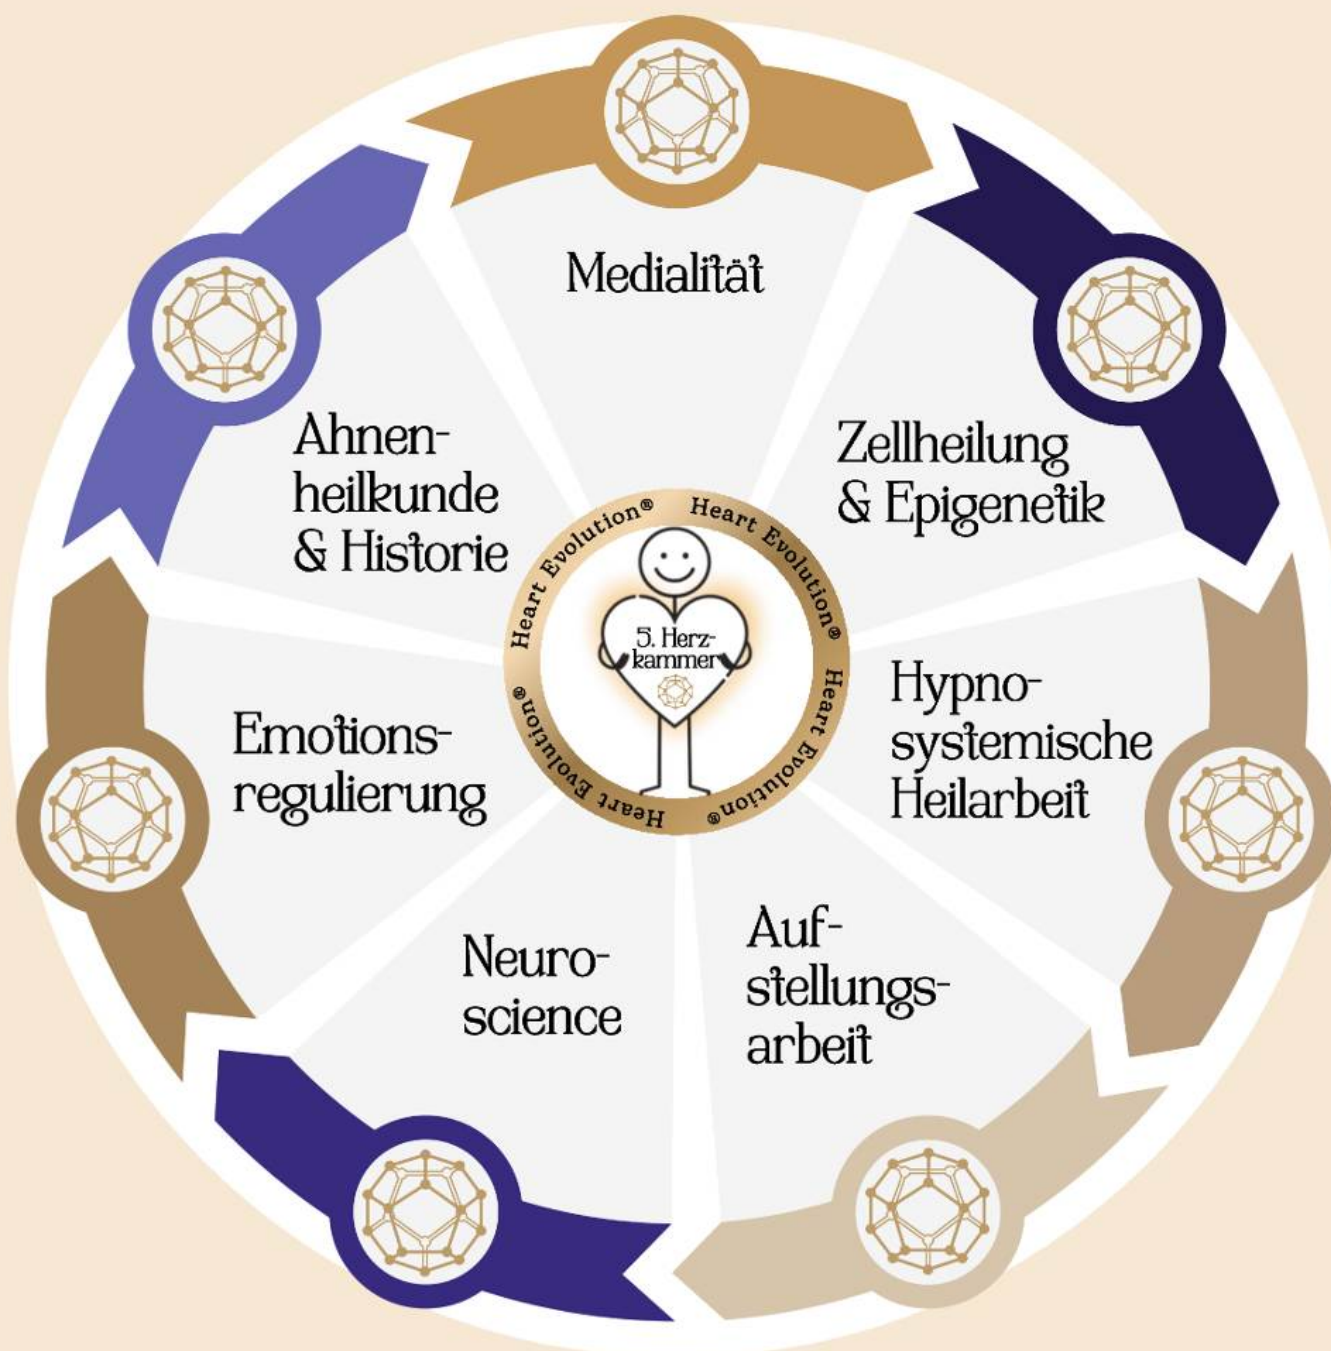 Medialität
Zellheilung
& Epigenetik
Hypno-
systemische
Heilarbeit
Auf-
stellungs-
arbeit
Neuro-
science
Emotions-
regulierung
Ahnen-
heilkunde
& Historie
Heart Evolution®
Heart Evolution®
Heart Evolution®
Heart Evolution®
5. Herz-
kammer